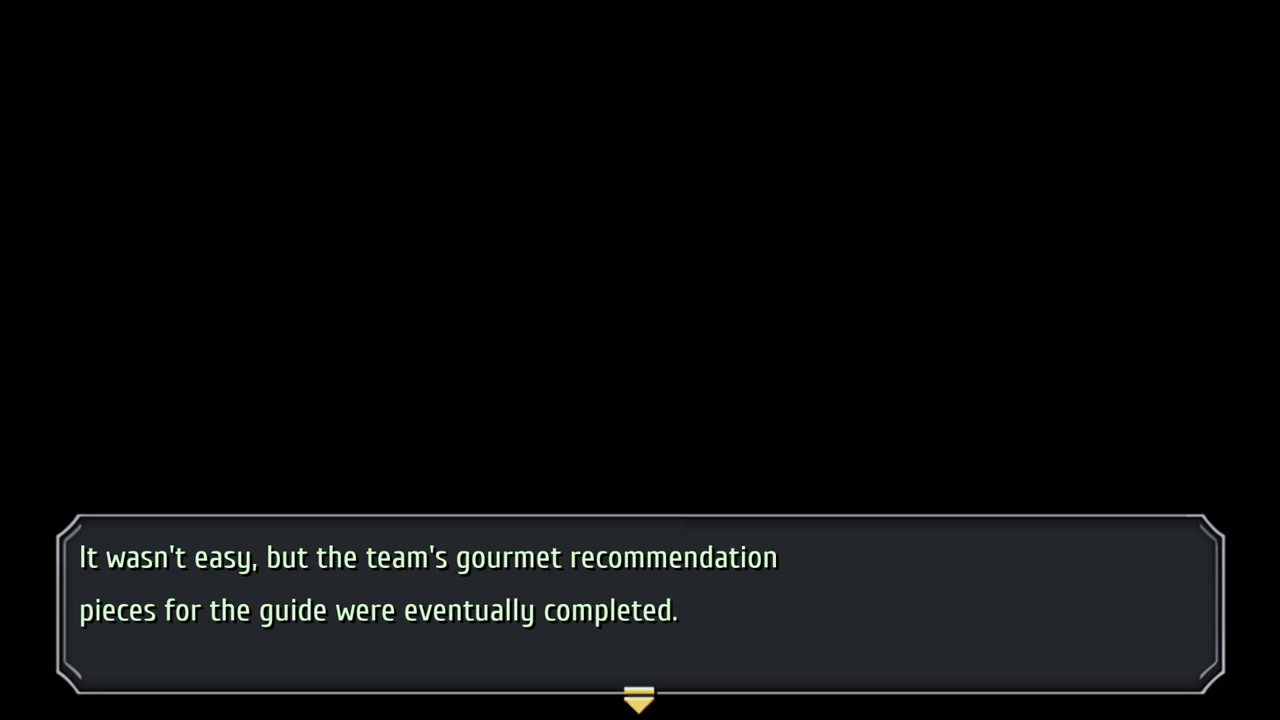 It wasn't easy, but the team's gourmet recommendation
pieces for the guide were eventually completed.